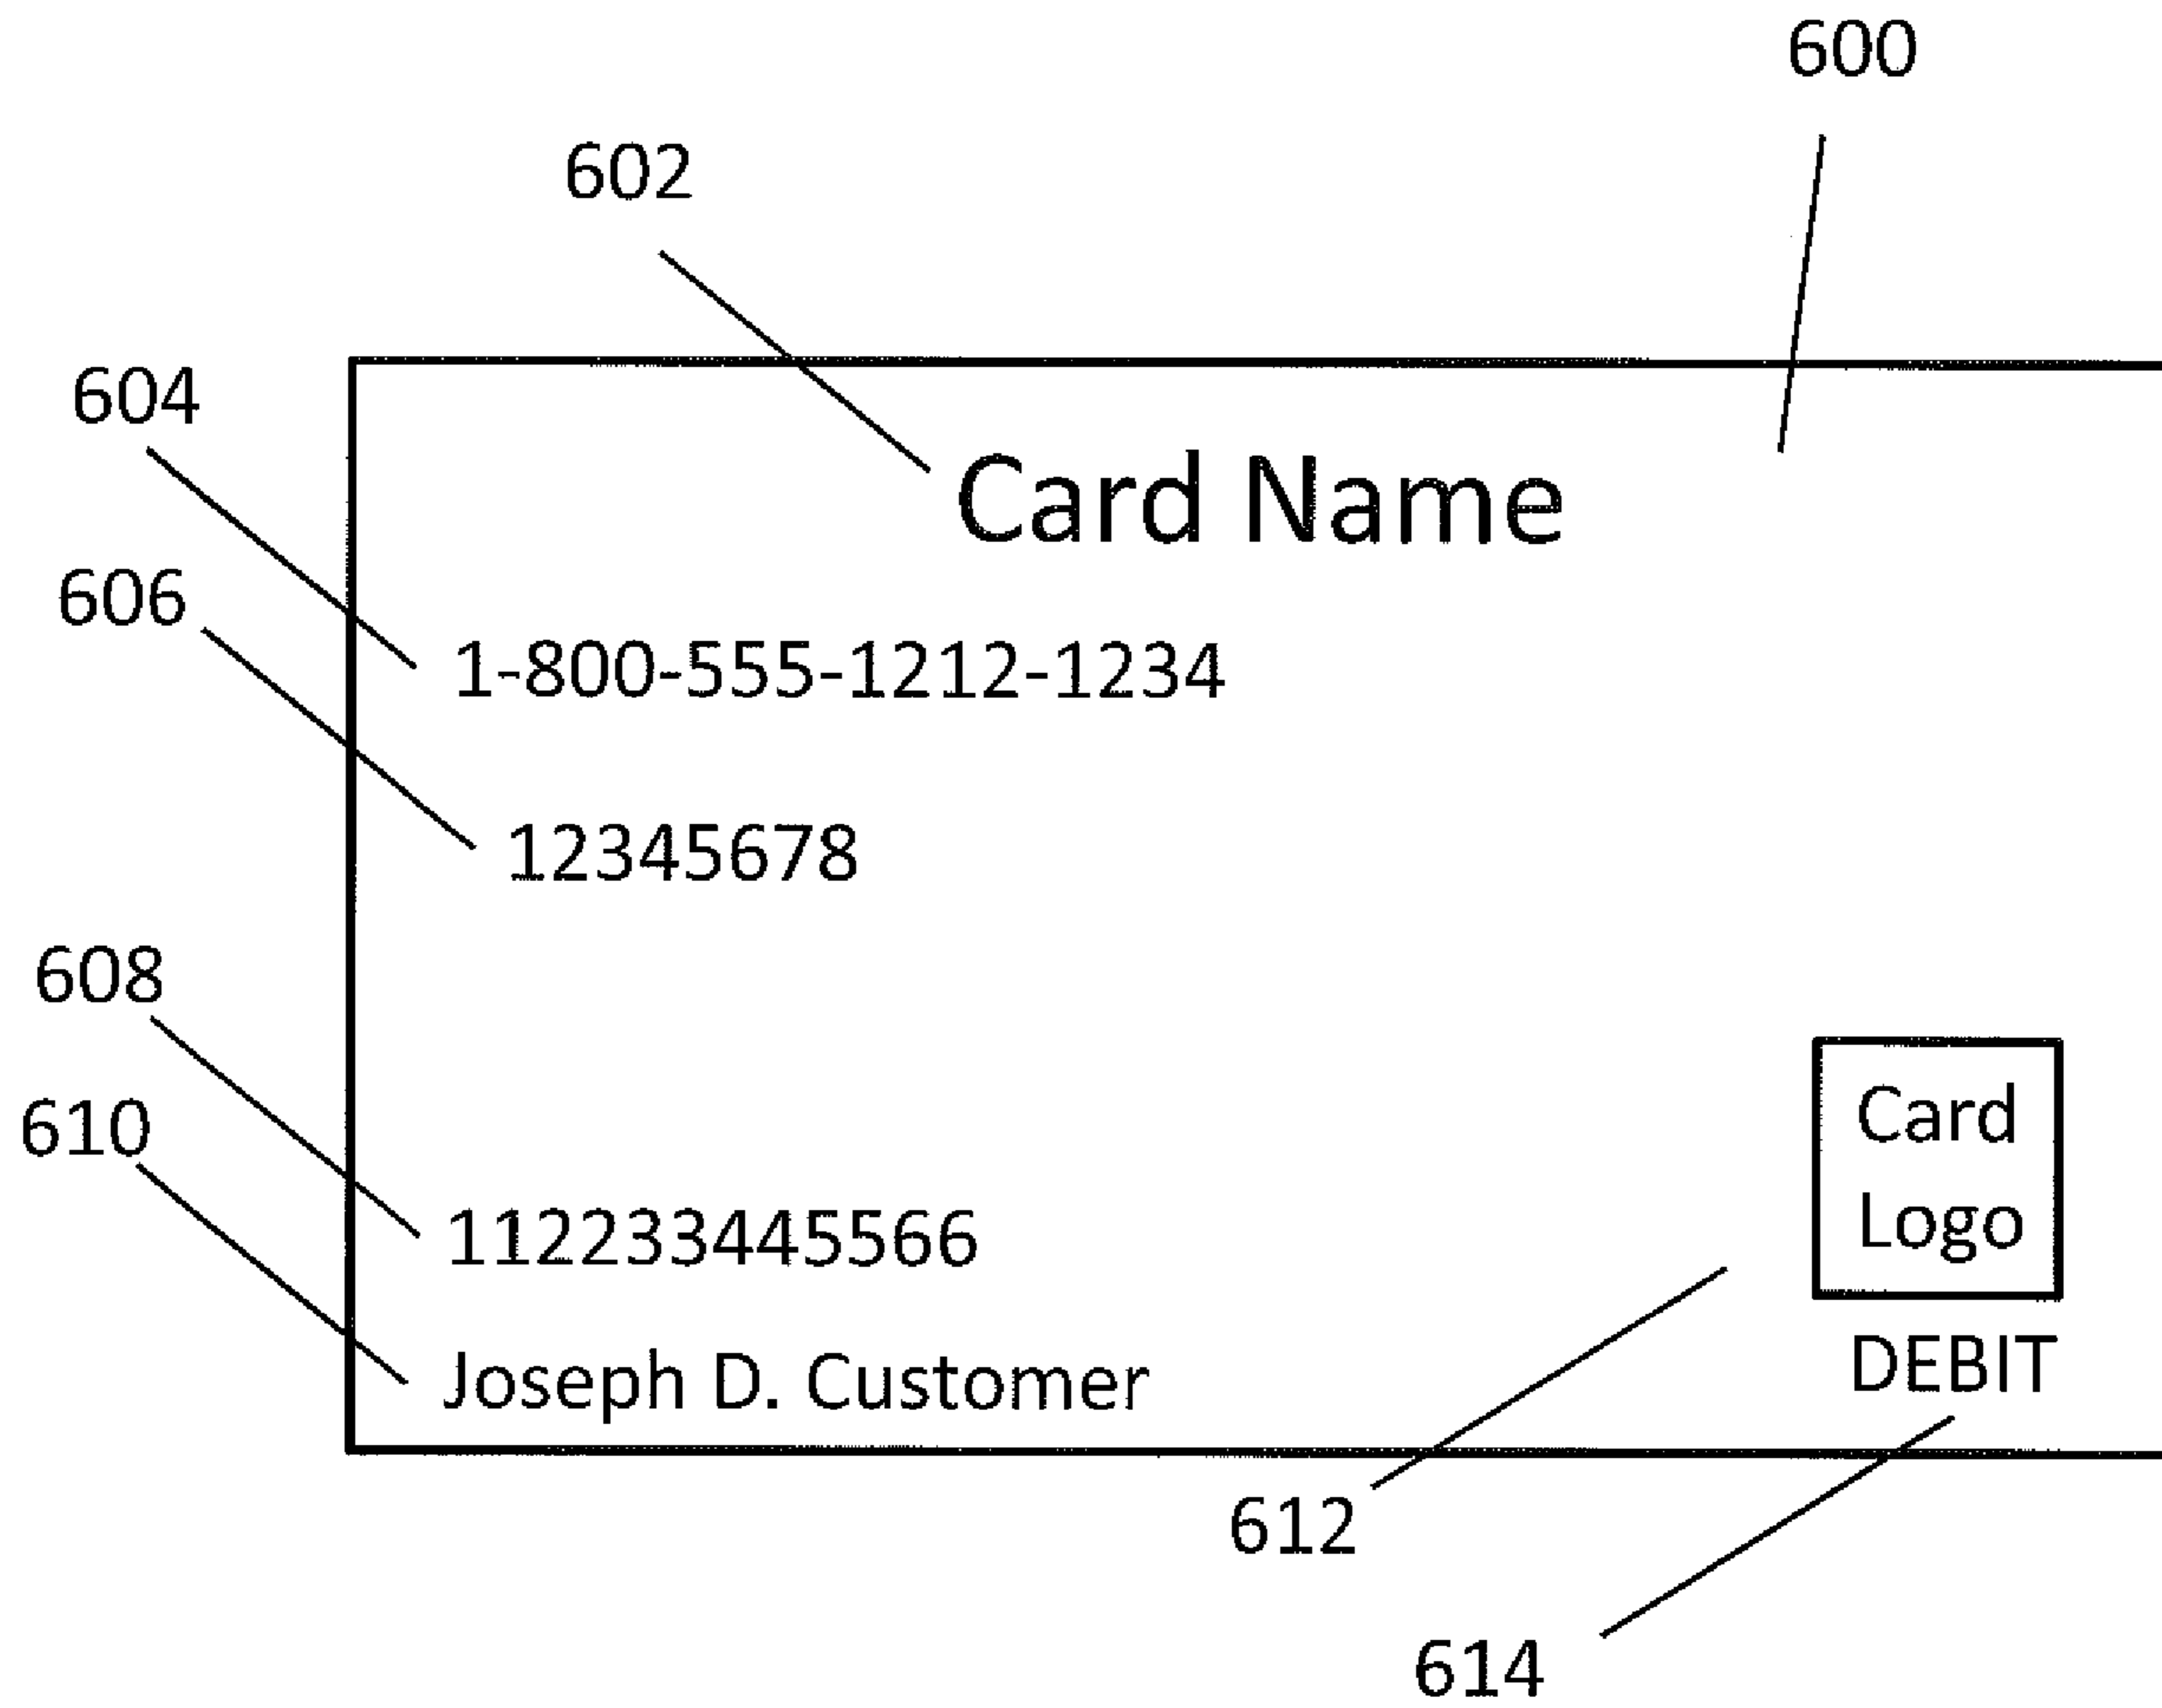 600
602
604
Card Name
606
1-800-555-1212-1234
12345678
608
Card
610
Logo
112233445566
DEBIT
Joseph D. Customer
612
614